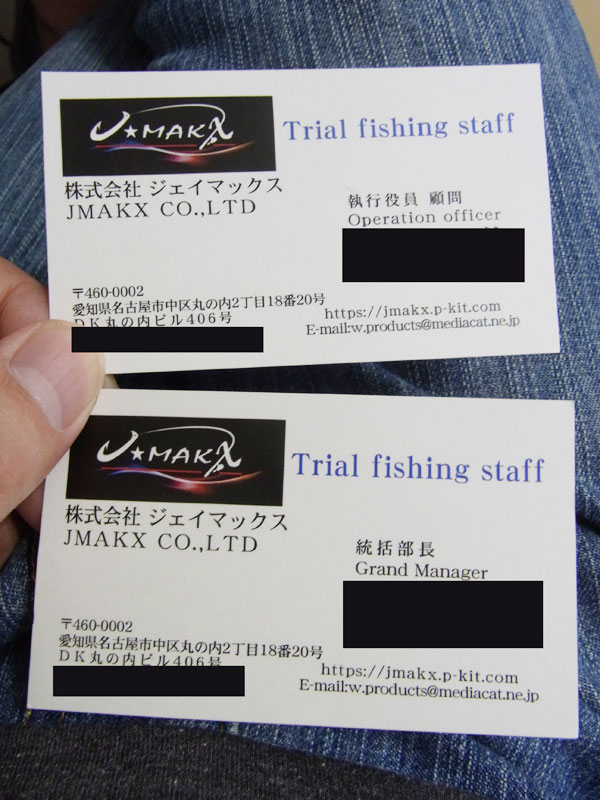 J★MAKX
Trial fishing staff
株式会社 ジェイマックス
JMAKX CO.,LTD
執行役員 顧問
Operation officer
〒460-0002
愛知県名古屋市中区丸の内2丁目18番20号
DK丸の内ビル406号
https://jmakx.p-kit.com
E-mail:w.products@mediacat.ne.jp
J★MAKX
Trial fishing staff
株式会社 ジェイマックス
JMAKX CO.,LTD
統括部長
Grand Manager
〒460-0002
愛知県名古屋市中区丸の内2丁目18番20号
DK丸の内ビル406号
https://jmakx.p-kit.com
E-mail:w.products@mediacat.ne.jp